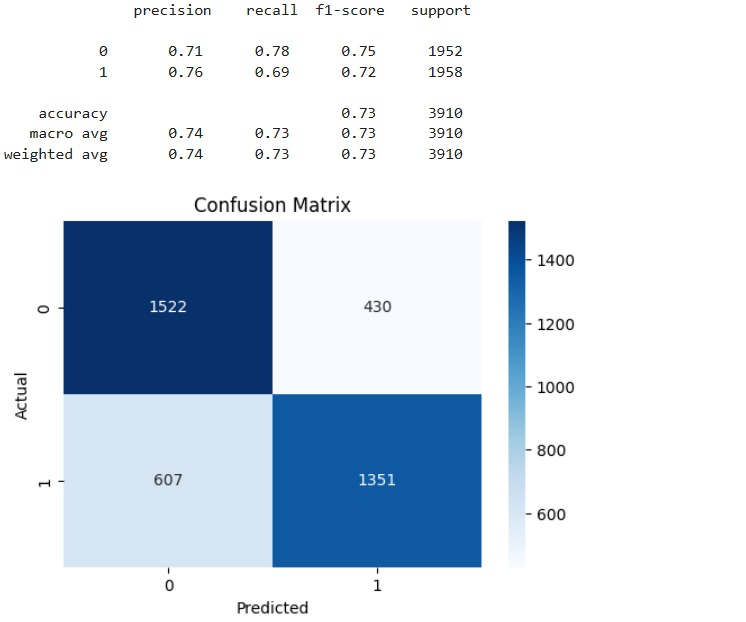 precision recall f1-score support
0 0.71 0.78 0.75 1952
1 0.76 0.69 0.72 1958
accuracy 0.73 3910
macro avg 0.74 0.73 0.73 3910
weighted avg 0.74 0.73 0.73 3910
Confusion Matrix
1400
0 1522 430
1200
Actual
1000
800
1 607 1351
600
0 1
Predicted